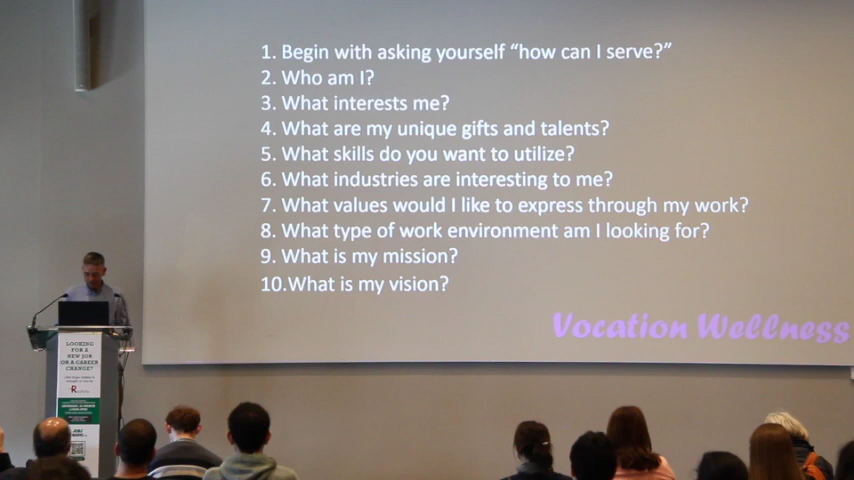 1. Begin with asking yourself “how can I serve?”
2. Who am I?
3. What interests me?
4. What are my unique gifts and talents?
5. What skills do you want to utilize?
6. What industries are interesting to me?
7. What values would I like to express through my work?
8. What type of work environment am I looking for?
9. What is my mission?
10.What is my vision?
Vocation Wellness
LOOKING
FOR A
NEW JOB
OR A CAREER
CHANGE?